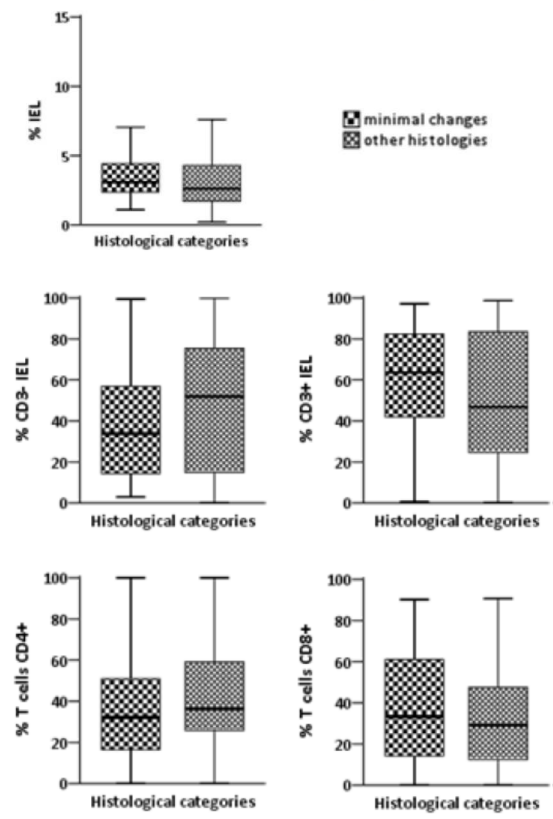 15
10
5
0
% IEL
Histological categories
minimal changes
other histologies
100
80
60
40
20
0
% CD3- IEL
Histological categories
100
80
60
40
20
0
% CD3+ IEL
Histological categories
100
80
60
40
20
0
% T cells CD4+
Histological categories
100
80
60
40
20
0
% T cells CD8+
Histological categories